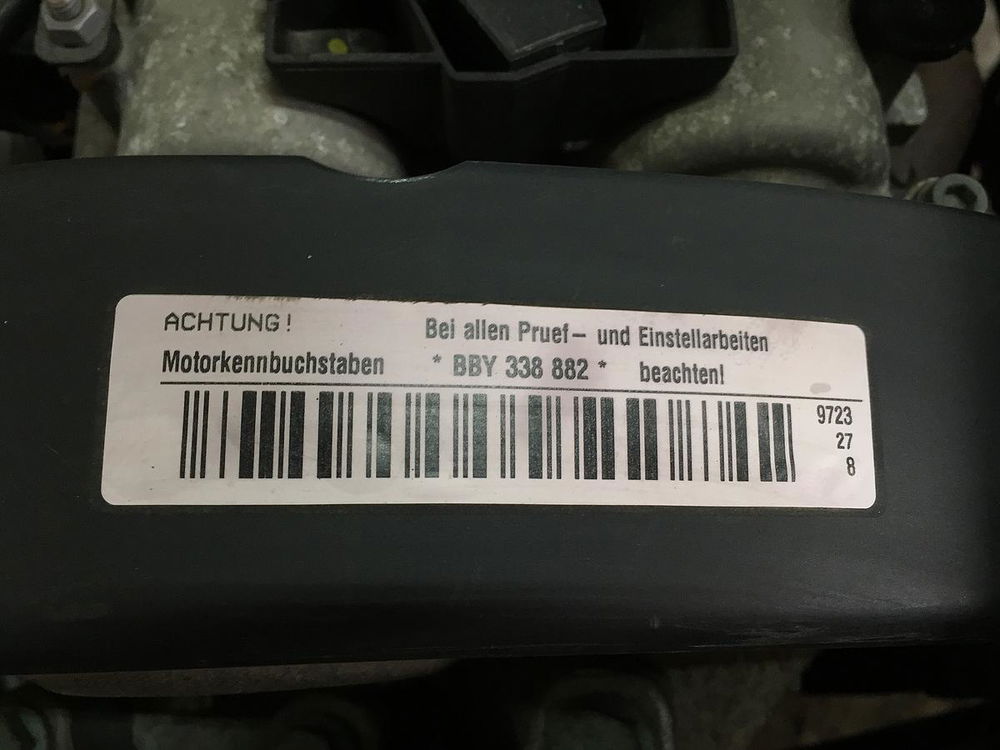 ACHTUNG! Bei allen Pruef- und Einstellarbeiten
Motorkennbuchstaben * BBY 338 882 * beachten!
9723
27
8